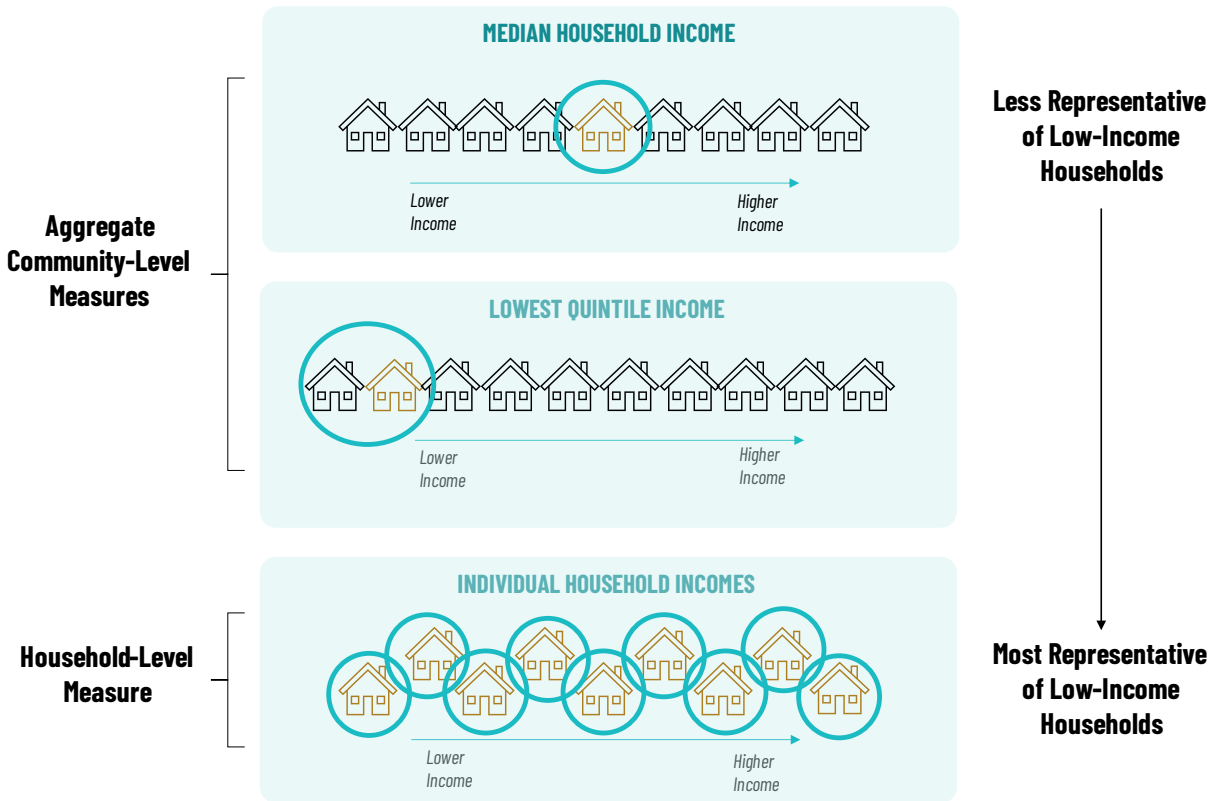 MEDIAN HOUSEHOLD INCOME
Lower
Income
Higher
Income
Less Representative
of Low-Income
Households
Aggregate
Community-Level
Measures
LOWEST QUINTILE INCOME
Lower
Income
Higher
Income
INDIVIDUAL HOUSEHOLD INCOMES
Lower
Income
Higher
Income
Household-Level
Measure
Most Representative
of Low-Income
Households